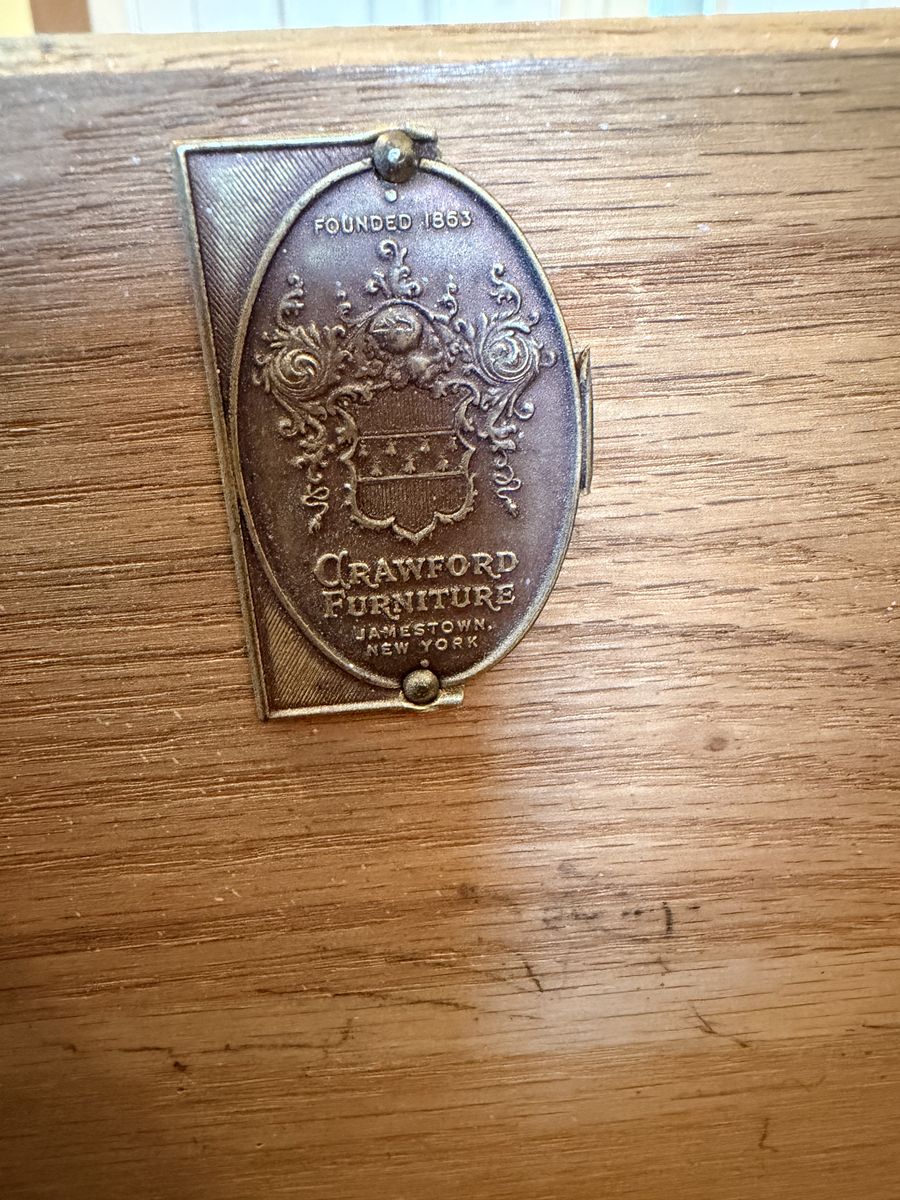 FOUNDED 1863
CRAWFORD
FURNITURE
JAMESTOWN,
NEW YORK